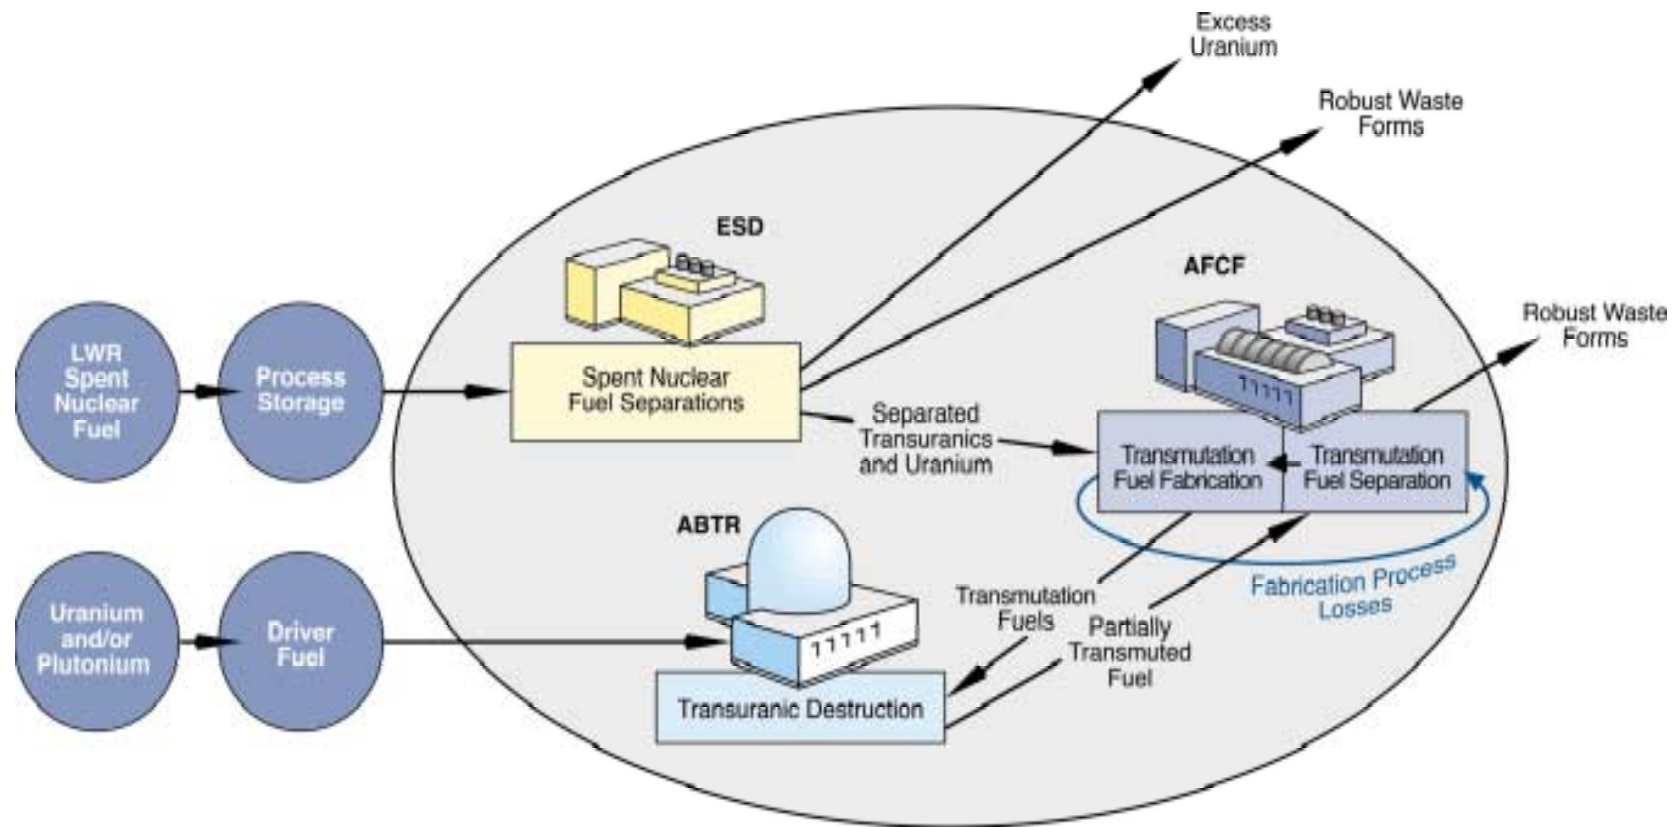 Excess
Uranium
Robust Waste
Forms
ESD
AFCF
Robust Waste
Forms
LWR
Spent
Nuclear
Fuel
Process
Storage
Spent Nuclear
Fuel Separations
Separated
Transuranics
and Uranium
Transmutation
Fuel Fabrication
Transmutation
Fuel Separation
ABTR
Fabrication Process
Losses
Transmutation
Fuels
Partially
Transmuted
Fuel
Uranium
and/or
Plutonium
Driver
Fuel
Transuranic Destruction